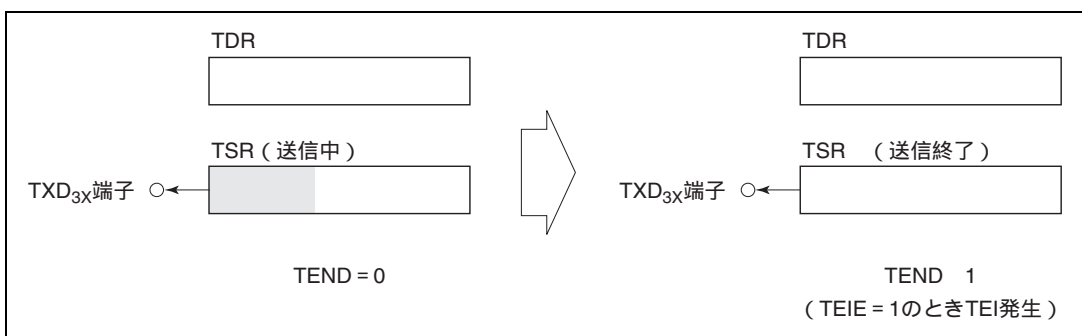 TDR
TSR（送信中）
TXD3X端子
TEND = 0
TDR
TSR （送信終了）
TXD3X端子
TEND 1
（TEIE = 1のときTEI発生）